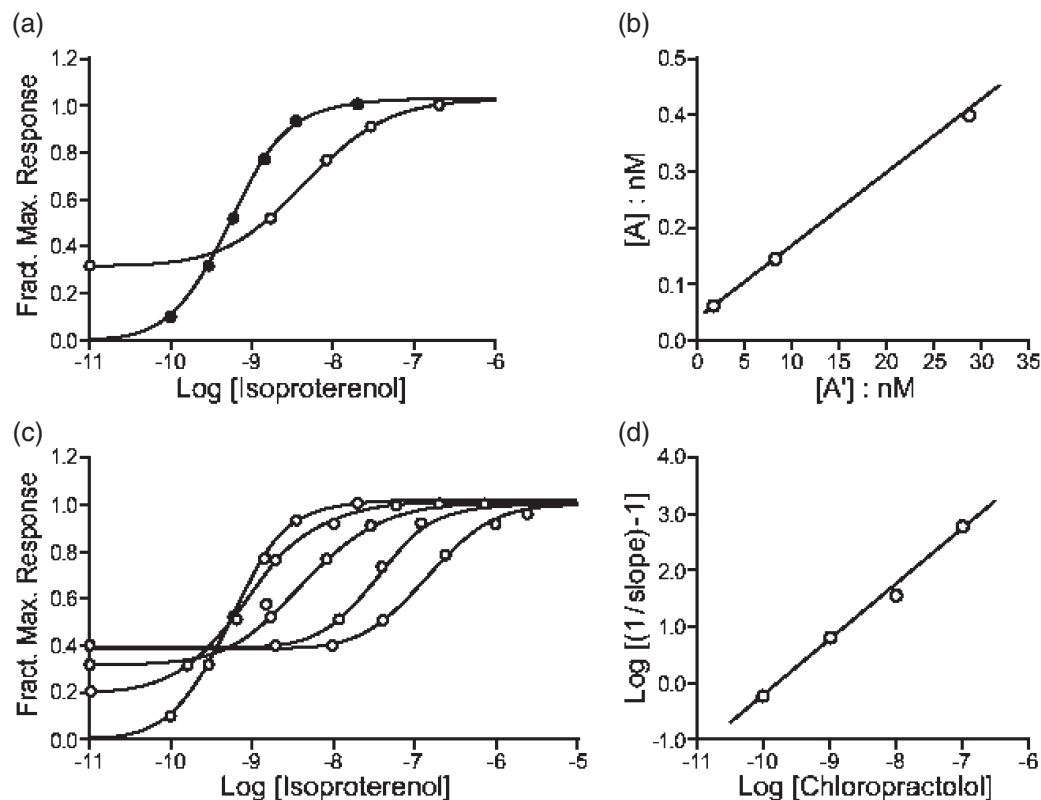 (a)
Fract. Max. Response
1.2
1.0
0.8
0.6
0.4
0.2
0.0
-11 -10 -9 -8 -7 -6
Log [Isoproterenol]
(b)
[A] : nM
0.5
0.4
0.3
0.2
0.1
0.0
0 5 10 15 20 25 30 35
[A'] : nM
(c)
Fract. Max. Response
1.2
1.0
0.8
0.6
0.4
0.2
0.0
-11 -10 -9 -8 -7 -6 -5
Log [Isoproterenol]
(d)
Log [(1 / slope) -1]
4.0
3.0
2.0
1.0
0.0
-1.0
-11 -10 -9 -8 -7 -6
Log [Chloropractolol]